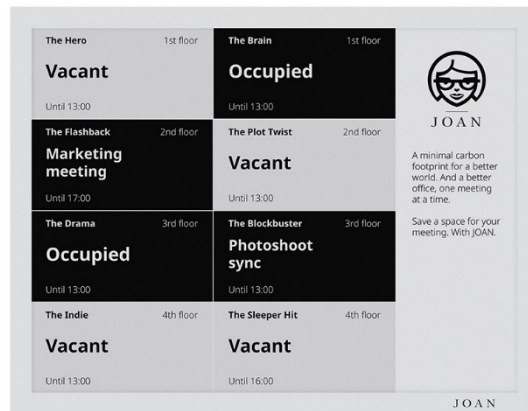 The Hero 1st floor
Vacant
Until 13:00
The Brain 1st floor
Occupied
Until 13:00
The Flashback 2nd floor
Marketing
meeting
Until 17:00
The Plot Twist 2nd floor
Vacant
Until 13:00
The Drama 3rd floor
Occupied
Until 13:00
The Blockbuster 3rd floor
Photoshoot
sync
Until 13:00
The Indie 4th floor
Vacant
Until 13:00
The Sleeper Hit 4th floor
Vacant
Until 16:00
JOAN
A minimal carbon
footprint for a better
world. And a better
office, one meeting
at a time.
Save a space for your
meeting. With JOAN.
JOAN